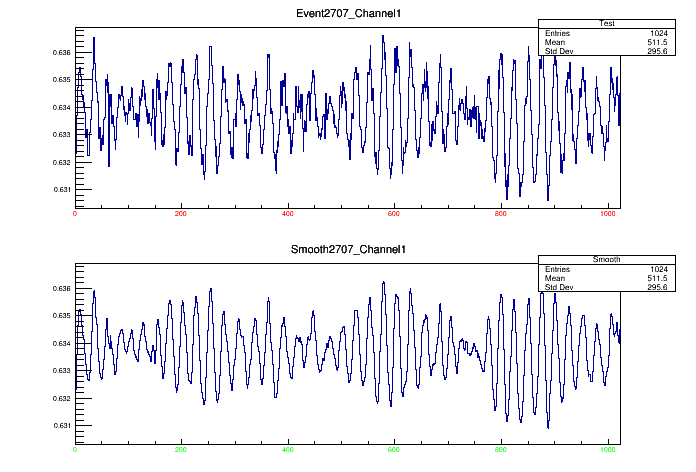 Event2707_Channel1
Test
Entries 1024
Mean 511.5
Std Dev 295.6
0.636
0.635
0.634
0.633
0.632
0.631
0 200 400 600 800 1000
Smooth2707_Channel1
Smooth
Entries 1024
Mean 511.5
Std Dev 295.6
0.636
0.635
0.634
0.633
0.632
0.631
0 200 400 600 800 1000